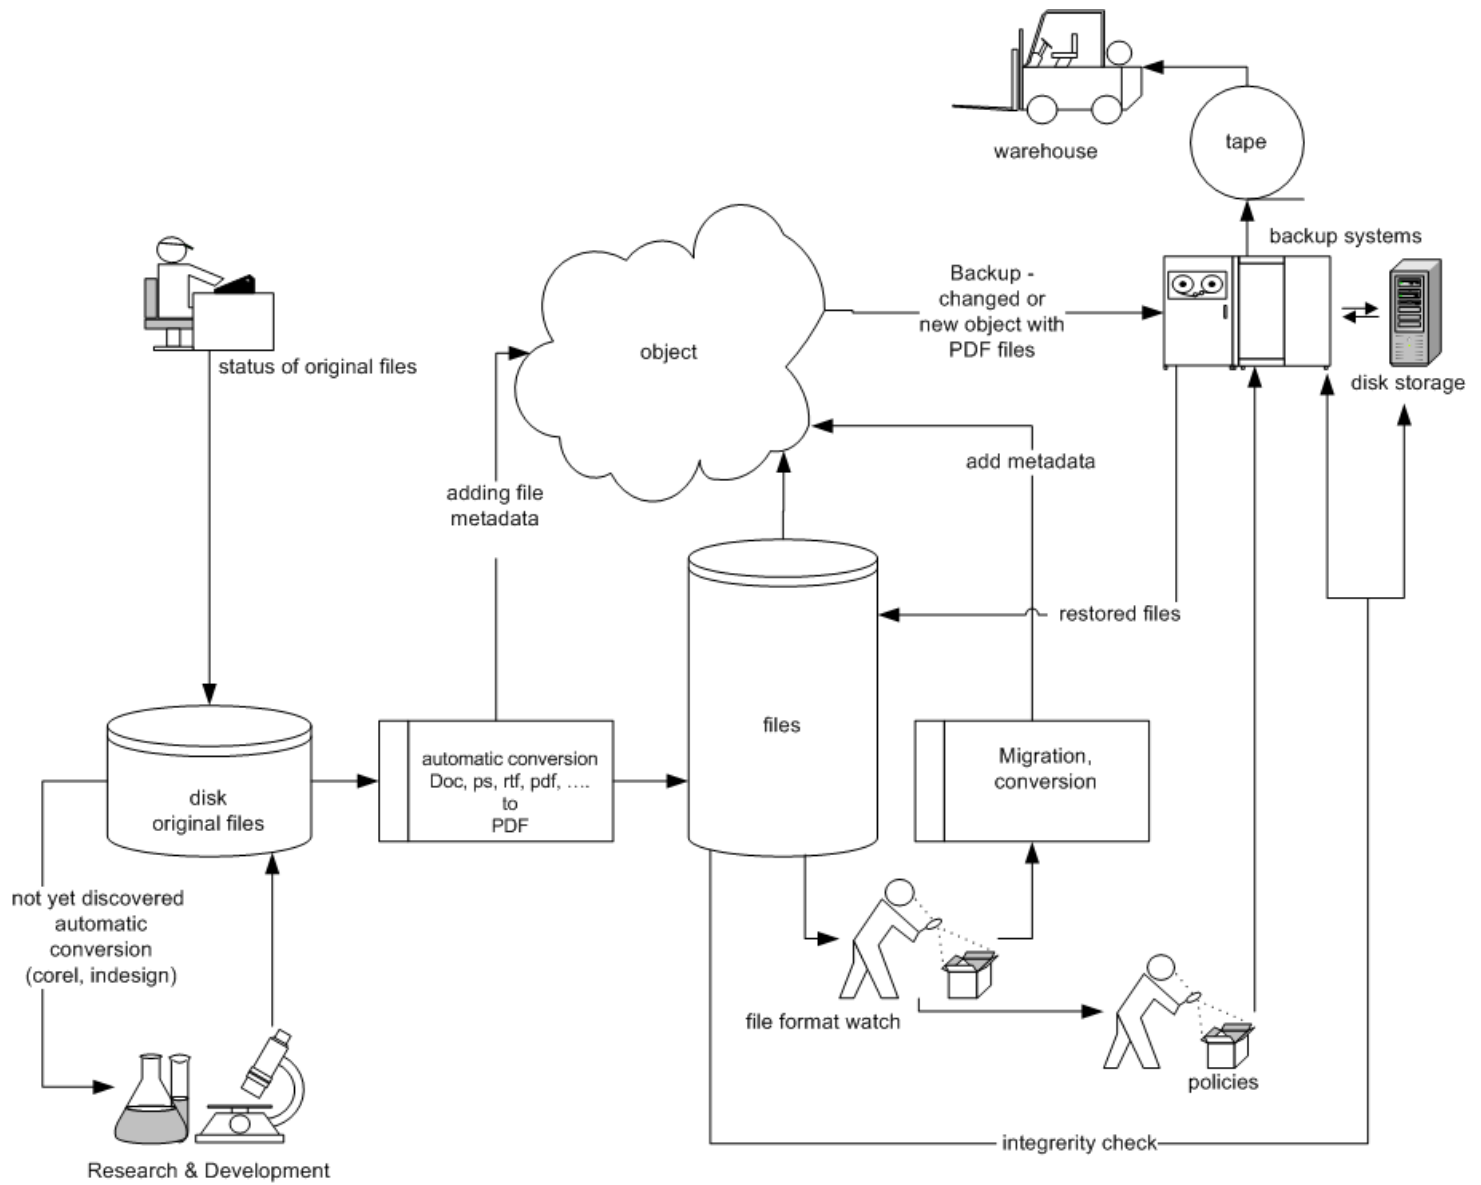 warehouse
tape
backup systems
Backup -
changed or
new object with
PDF files
object
status of original files
disk storage
add metadata
adding file
metadata
restored files
files
automatic conversion
Doc, ps, rtf, pdf, ....
to
PDF
Migration,
conversion
disk
original files
not yet discovered
automatic
conversion
(corel, indesign)
file format watch
policies
integrerity check
Research & Development